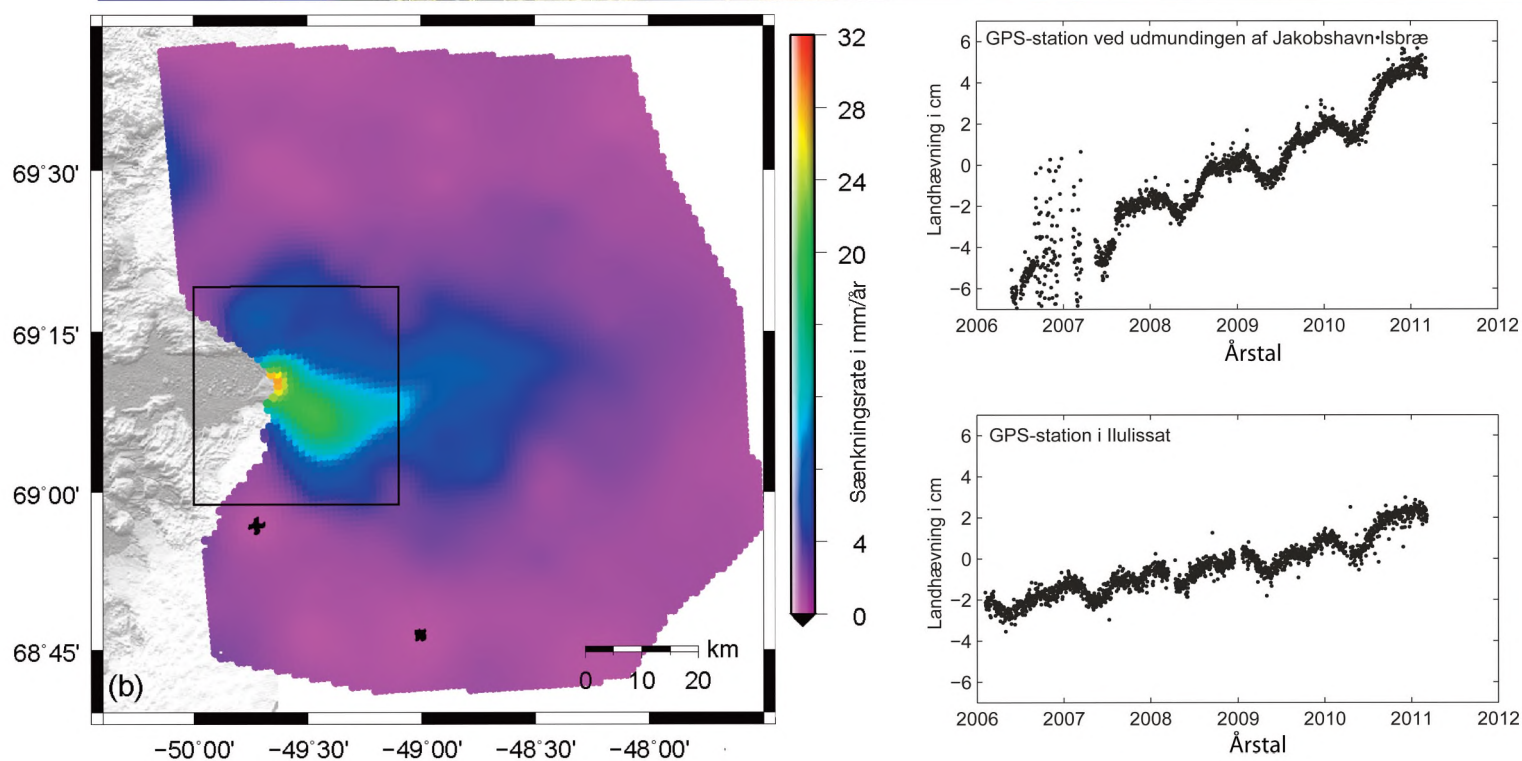 69°30'
69°15'
69°00'
68°45'
(b)
km
0 10 20
−50°00' −49°30' −49°00' −48°30' −48°00'
32
28
24
20
4
0
Sænkningsrate i mm/år
GPS-station ved udmundingen af Jakobshavn•Isbræ
Landhævning i cm
6
4
2
0
−2
−4
−6
2006 2007 2008 2009 2010 2011 2012
Årstal
GPS-station i Ilulissat
Landhævning i cm
6
4
2
0
−2
−4
−6
2006 2007 2008 2009 2010 2011 2012
Årstal